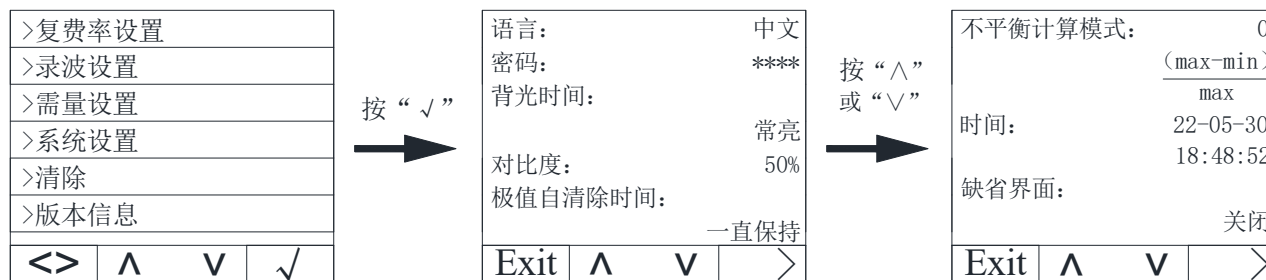 >复费率设置
>录波设置
>需量设置
>系统设置
>清除
>版本信息
<> ∧ ∨ √
按“√”
语言： 中文
密码： ****
背光时间：
常亮
对比度： 50%
极值自清除时间：
一直保持
Exit ∧ ∨ >
按“∧”
或“∨”
不平衡计算模式： 0
(max-min)
max
时间： 22-05-30
18:48:52
缺省界面：
关闭
Exit ∧ ∨ >